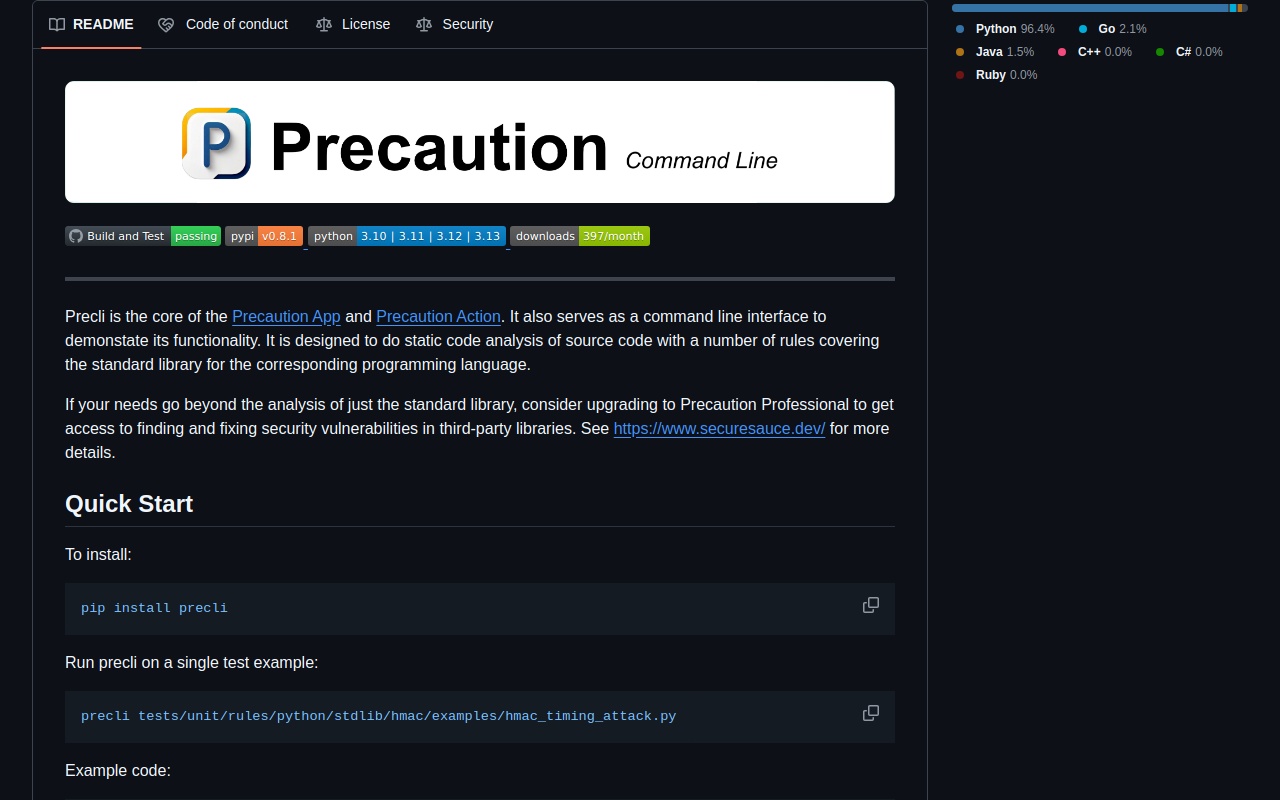 README
Code of conduct
License
Security
Python 96.4%
Go 2.1%
Java 1.5%
C++ 0.0%
C# 0.0%
Ruby 0.0%
P Precaution Command Line
Build and Test passing
pypi v0.8.1
python 3.10 | 3.11 | 3.12 | 3.13
downloads 397/month
Precli is the core of the Precaution App and Precaution Action. It also serves as a command line interface to
demonstate its functionality. It is designed to do static code analysis of source code with a number of rules covering
the standard library for the corresponding programming language.
If your needs go beyond the analysis of just the standard library, consider upgrading to Precaution Professional to get
access to finding and fixing security vulnerabilities in third-party libraries. See https://www.securesauce.dev/ for more
details.
Quick Start
To install:
pip install precli
Run precli on a single test example:
precli tests/unit/rules/python/stdlib/hmac/examples/hmac_timing_attack.py
Example code: